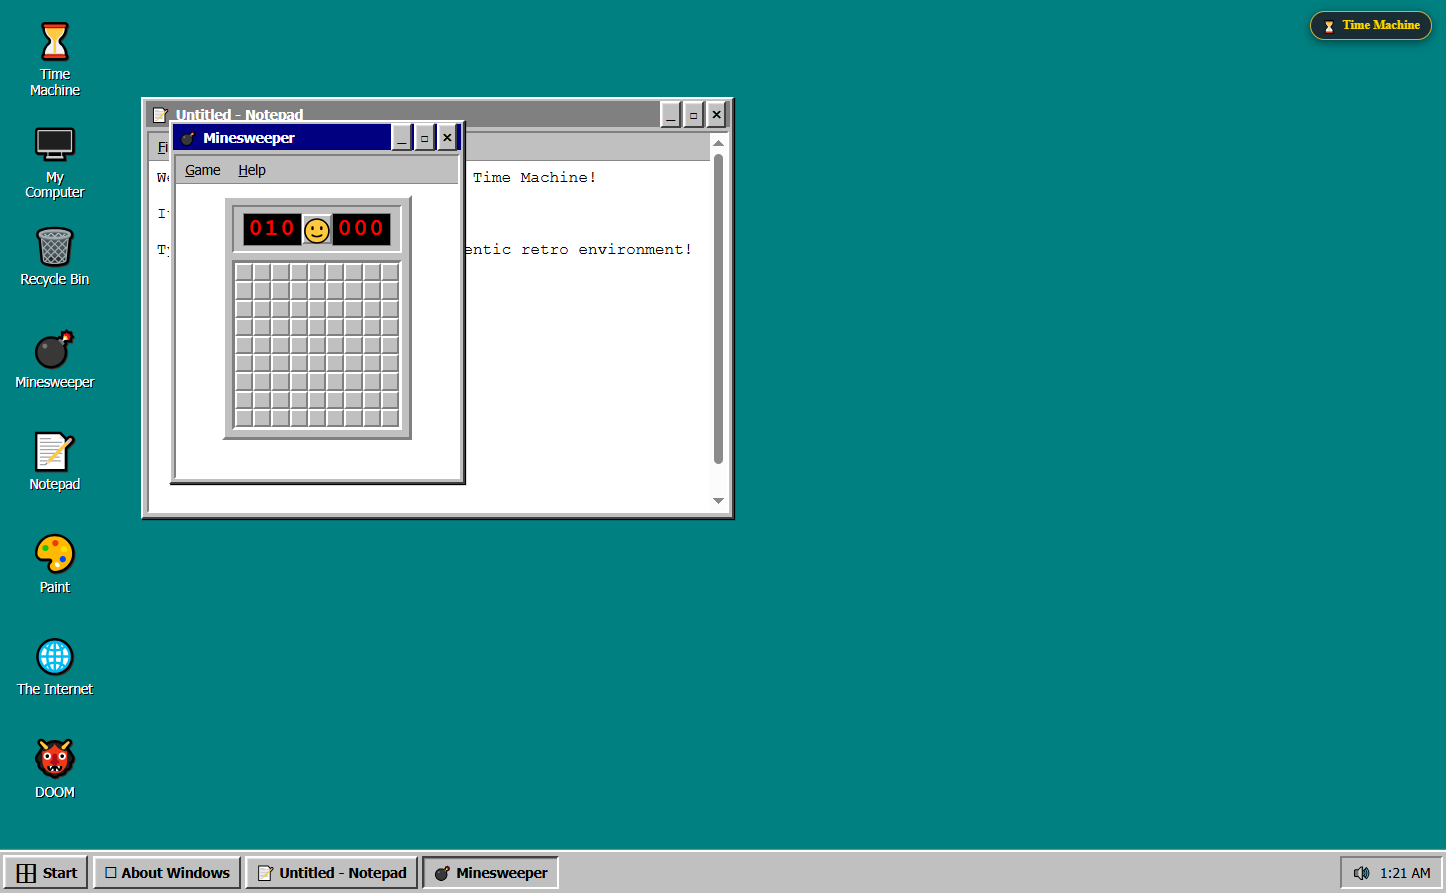 Time Machine
Time
Machine
My
Computer
Recycle Bin
Minesweeper
Notepad
Paint
The Internet
DOOM
Untitled - Notepad
Minesweeper
Game Help
010 000
Time Machine!
entic retro environment!
Start
About Windows
Untitled - Notepad
Minesweeper
1:21 AM